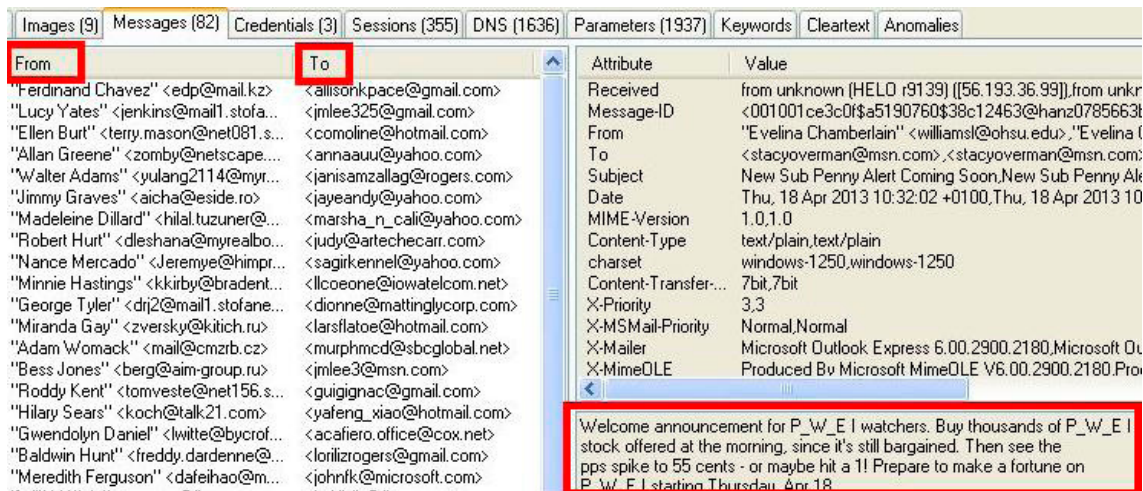 Images (9) Messages (82) Credentials (3) Sessions (355) DNS (1636) Parameters (1937) Keywords Cleartext Anomalies
From To
"Ferdinand Chavez" <edp@mail.kz> <allisonkpace@gmail.com>
"Lucy Yates" <jenkins@mail1.stofa... <jmlee325@gmail.com>
"Ellen Burt" <terry.mason@net081.s... <comoline@hotmail.com>
"Allan Greene" <zomby@netscape.... <annaauu@yahoo.com>
"Walter Adams" <yulang2114@myr... <janisamzallag@rogers.com>
"Jimmy Graves" <aicha@eside.ro> <jayeandy@yahoo.com>
"Madeleine Dillard" <hilal.tuzuner@... <marsha_n_cali@yahoo.com>
"Robert Hurt" <dleshana@myrealbo... <judy@artechecarr.com>
"Nance Mercado" <Jeremye@himpr... <sagirkennel@yahoo.com>
"Minnie Hastings" <kkirby@bradent... <llcoeone@iowatelcom.net>
"George Tyler" <drj2@mail1.stofane... <dionne@mattinglycorp.com>
"Miranda Gay" <zversky@kitich.ru> <larsflatoe@hotmail.com>
"Adam Womack" <mail@cmzrb.cz> <murphmcd@sbcglobal.net>
"Bess Jones" <berg@aim-group.ru> <jmlee3@msn.com>
"Roddy Kent" <tomveste@net156.s... <guigignac@gmail.com>
"Hilary Sears" <koch@talk21.com> <yafeng_xiao@hotmail.com>
"Gwendolyn Daniel" <lwitte@bycrof... <acafiero.office@cox.net>
"Baldwin Hunt" <freddy.dardenne@... <lorilizrogers@gmail.com>
"Meredith Ferguson" <dafeihao@m... <johnfk@microsoft.com>
Attribute Value
Received from unknown (HELO r9139) ([56.193.36.99]),from unkr
Message-ID <001001ce3c0f$a5190760$38c12463@hanz0785663b
From "Evelina Chamberlain" <williamsl@ohsu.edu>,"Evelina (
To <stacyoverman@msn.com>,<stacyoverman@msn.com>
Subject New Sub Penny Alert Coming Soon,New Sub Penny Ale
Date Thu, 18 Apr 2013 10:32:02 +0100,Thu, 18 Apr 2013 10
MIME-Version 1.0,1.0
Content-Type text/plain,text/plain
charset windows-1250,windows-1250
Content-Transfer-... 7bit,7bit
X-Priority 3,3
X-MSMail-Priority Normal,Normal
X-Mailer Microsoft Outlook Express 6.00.2900.2180,Microsoft Ou
X-MimeOLE Produced By Microsoft MimeOLE V6.00.2900.2180,Pro
Welcome announcement for P_W_E I watchers. Buy thousands of P_W_E I
stock offered at the morning, since it's still bargained. Then see the
pps spike to 55 cents - or maybe hit a 1! Prepare to make a fortune on
P_W_E I starting Thursday, Apr 18